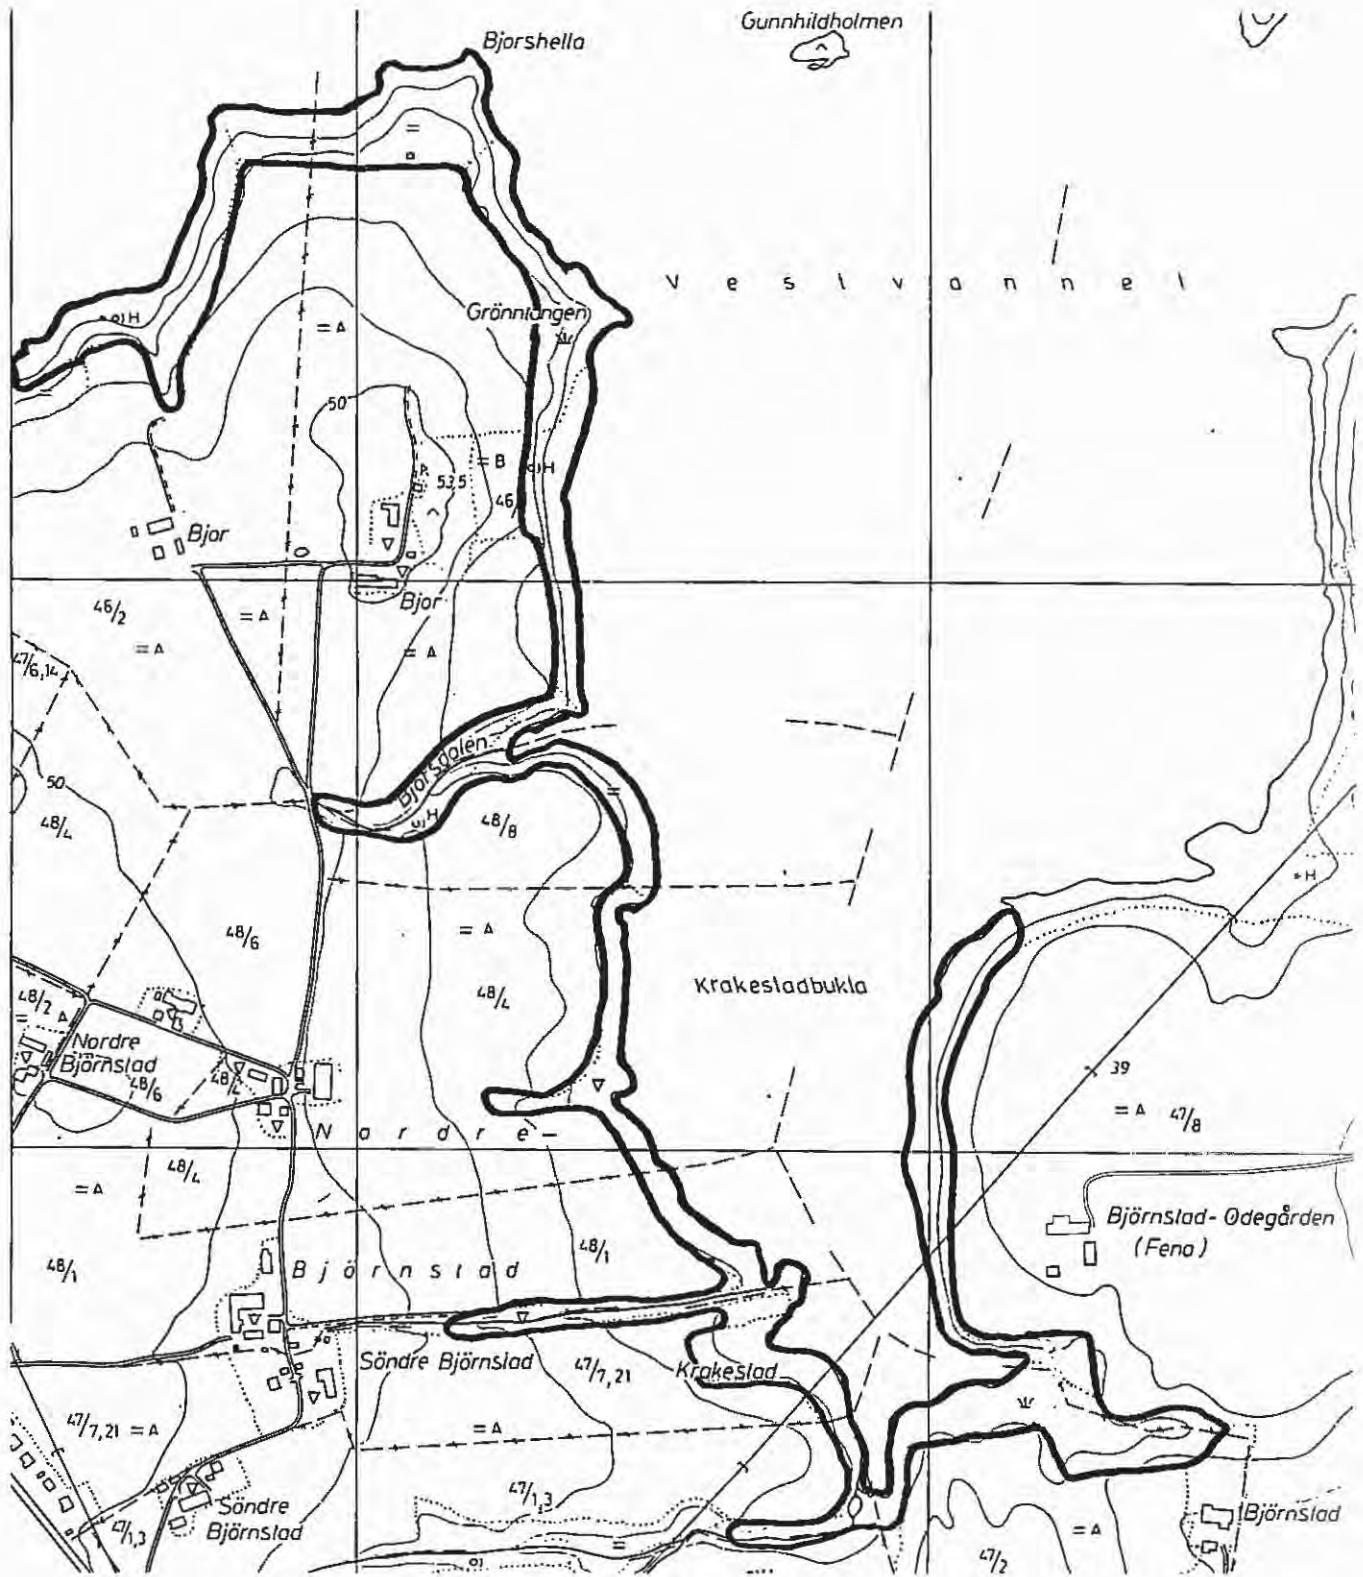 Gunnhildholmen
Bjorshella
V e s t v a n n e t
H
Grönntangen
= A
50
= B
H
53,5
46/
Bjor
Bjor
46/2
= A
= A
= A
47/6,14
50
Bjorsdalen
48/4
H
48/8
H
48/6
= A
48/4
Krakestadbukta
48/2
= A
Nordre
Björnstad
48/6
48/4
39
= A
47/8
N o r d r e –
48/4
= A
Björnstad - Ødegården
(Fena)
48/1
48/1
B j ö r n s t a d
Söndre Björnstad
47/7,21
Krakestad
47/7,21 = A
= A
47/1,3
Söndre
Björnstad
47/1,3
Björnstad
= A
47/2